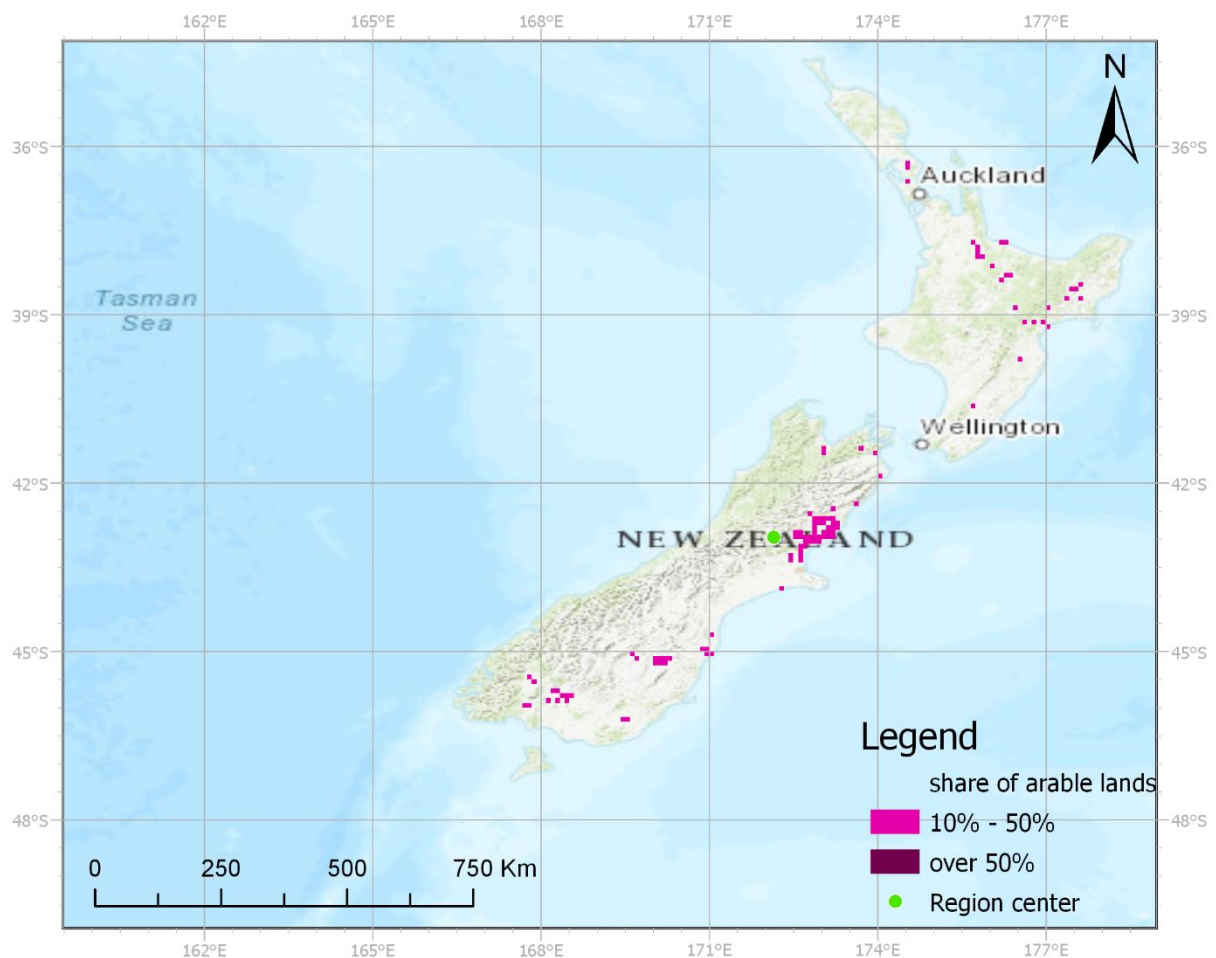 162°E 165°E 168°E 171°E 174°E 177°E
N
36°S 36°S
Auckland
Tasman
Sea
39°S 39°S
Wellington
42°S 42°S
NEW ZEALAND
45°S 45°S
Legend
share of arable lands
48°S 48°S
10% - 50%
over 50%
0 250 500 750 Km
Region center
162°E 165°E 168°E 171°E 174°E 177°E